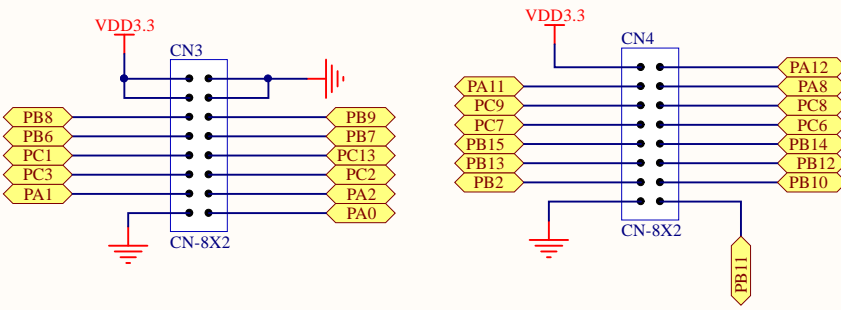 VDD3.3
CN3
PB8
PB9
PB6
PB7
PC1
PC13
PC3
PC2
PA1
PA2
PA0
CN-8X2
VDD3.3
CN4
PA12
PA11
PA8
PC9
PC8
PC7
PC6
PB15
PB14
PB13
PB12
PB2
PB10
CN-8X2
PB11